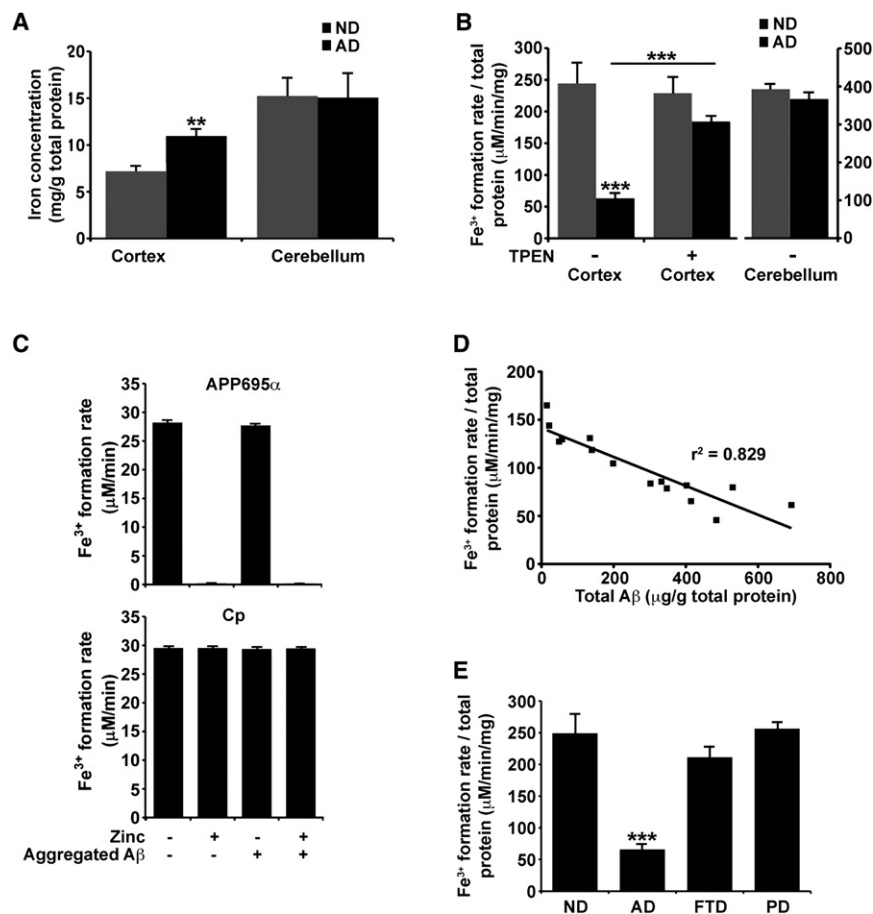 A
ND
AD
Iron concentration
(mg/g total protein)
20
15
10
5
0
**
Cortex
Cerebellum
B
ND
AD
Fe³⁺ formation rate / total
protein (μM/min/mg)
300
250
200
150
100
50
0
***
***
500
400
300
200
100
0
TPEN
-
+
-
Cortex
Cortex
Cerebellum
C
APP695α
Fe³⁺ formation rate
(μM/min)
35
30
25
20
15
10
5
0
Cp
Fe³⁺ formation rate
(μM/min)
35
30
25
20
15
10
5
0
Zinc - + - +
Aggregated Aβ - - + +
D
Fe³⁺ formation rate / total
protein (μM/min/mg)
200
150
100
50
0
r² = 0.829
0 200 400 600 800
Total Aβ (μg/g total protein)
E
Fe³⁺ formation rate / total
protein (μM/min/mg)
300
250
200
150
100
50
0
***
ND AD FTD PD